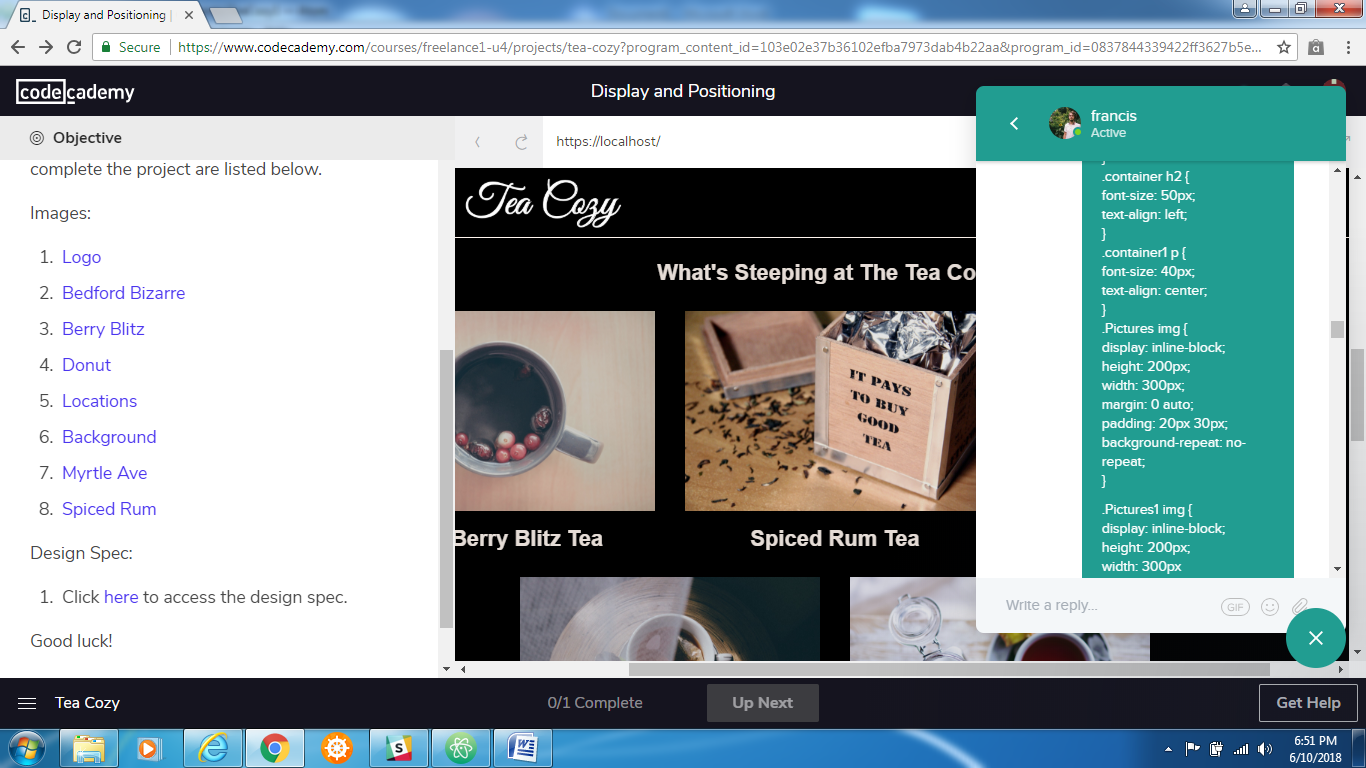 Display and Positioning |
Secure
https://www.codecademy.com/courses/freelance1-u4/projects/tea-cozy?program_content_id=103e02e37b36102efba7973dab4b22aa&program_id=0837844339422ff3627b5e...
codecademy
Display and Positioning
Objective
complete the project are listed below.
Images:
1. Logo
2. Bedford Bizarre
3. Berry Blitz
4. Donut
5. Locations
6. Background
7. Myrtle Ave
8. Spiced Rum
Design Spec:
1. Click here to access the design spec.
Good luck!
https://localhost/
Tea Cozy
What's Steeping at The Tea Co
IT PAYS
TO BUY
GOOD
TEA
Berry Blitz Tea
Spiced Rum Tea
francis
Active
}
.container h2 {
font-size: 50px;
text-align: left;
}
.container1 p {
font-size: 40px;
text-align: center;
}
.Pictures img {
display: inline-block;
height: 200px;
width: 300px;
margin: 0 auto;
padding: 20px 30px;
background-repeat: no-
repeat;
}
.Pictures1 img {
display: inline-block;
height: 200px;
width: 300px
Write a reply...
GIF
Tea Cozy
0/1 Complete
Up Next
Get Help
6:51 PM
6/10/2018